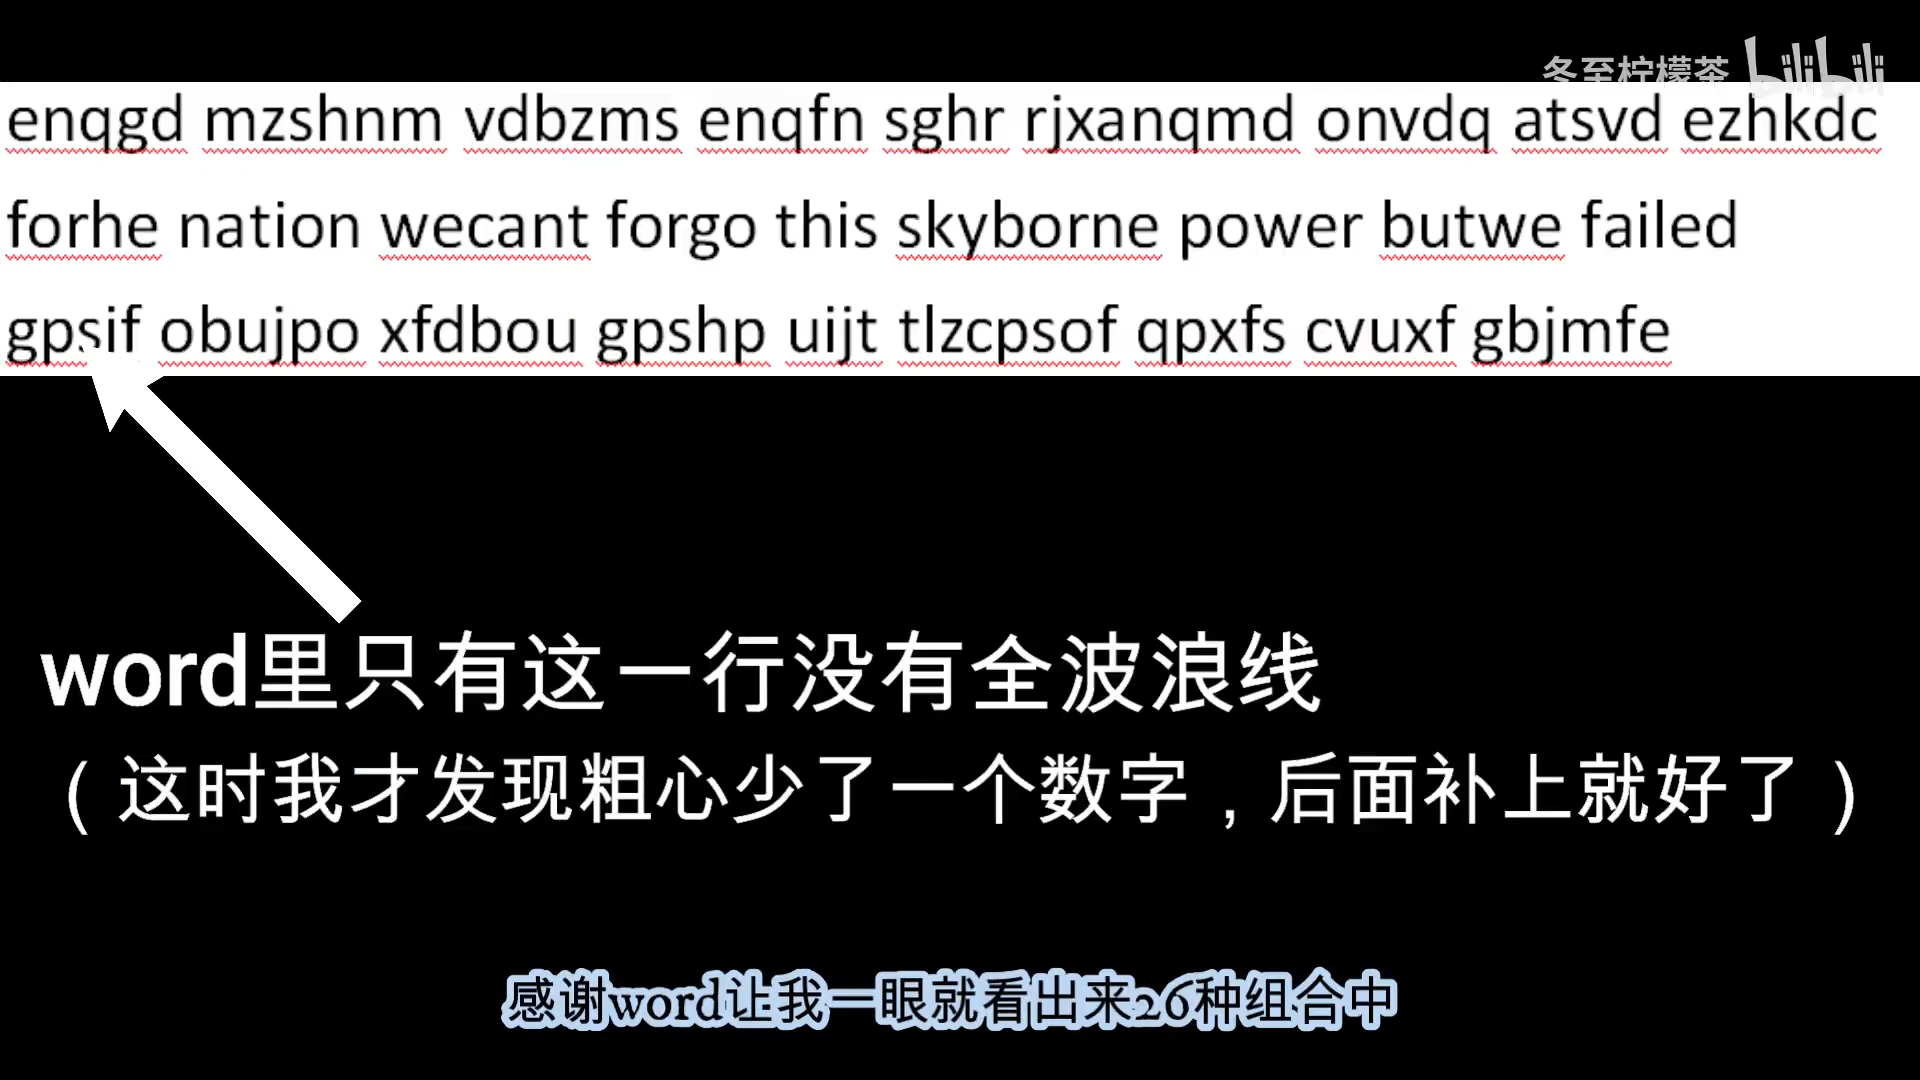 冬至柠檬茶 bilibili
enqgd mzshnm vdbzms enqfn sghr rjxanqmd onvdq atsvd ezhkdc
forhe nation wecant forgo this skyborne power butwe failed
gpsif obujpo xfdbou gpshp uijt tlzcpsof qpxfs cvuxf gbjmfe
word里只有这一行没有全波浪线
（这时我才发现粗心少了一个数字，后面补上就好了）
感谢word让我一眼就看出来26种组合中